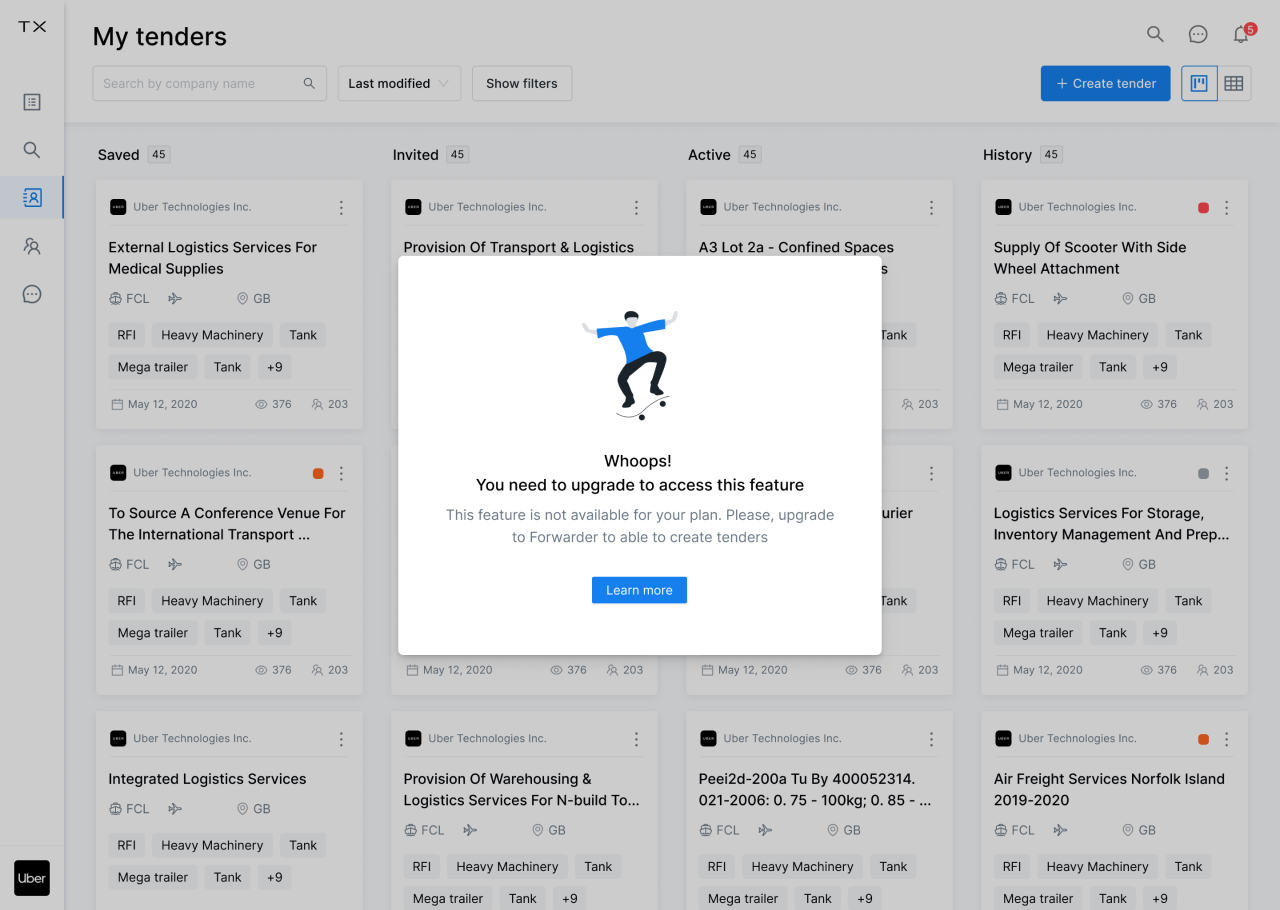 TX
My tenders
5
Search by company name
Last modified
Show filters
+ Create tender
Saved 45
Invited 45
Active 45
History 45
Uber Technologies Inc.
External Logistics Services For
Medical Supplies
FCL GB
RFI Heavy Machinery Tank
Mega trailer Tank +9
May 12, 2020 376 203
Uber Technologies Inc.
To Source A Conference Venue For
The International Transport ...
FCL GB
RFI Heavy Machinery Tank
Mega trailer Tank +9
May 12, 2020 376 203
Uber Technologies Inc.
Integrated Logistics Services
FCL GB
RFI Heavy Machinery Tank
Mega trailer Tank +9
Uber Technologies Inc.
Provision Of Transport & Logistics
May 12, 2020 376 203
Uber Technologies Inc.
Provision Of Warehousing &
Logistics Services For N-build To...
FCL GB
RFI Heavy Machinery Tank
Mega trailer Tank +9
Uber Technologies Inc.
A3 Lot 2a - Confined Spaces
s
Tank
203
urier
Tank
May 12, 2020 376 203
Uber Technologies Inc.
Peei2d-200a Tu By 400052314.
021-2006: 0. 75 - 100kg; 0. 85 - ...
FCL GB
RFI Heavy Machinery Tank
Mega trailer Tank +9
Uber Technologies Inc.
Supply Of Scooter With Side
Wheel Attachment
FCL GB
RFI Heavy Machinery Tank
Mega trailer Tank +9
May 12, 2020 376 203
Uber Technologies Inc.
Logistics Services For Storage,
Inventory Management And Prep...
FCL GB
RFI Heavy Machinery Tank
Mega trailer Tank +9
May 12, 2020 376 203
Uber Technologies Inc.
Air Freight Services Norfolk Island
2019-2020
FCL GB
RFI Heavy Machinery Tank
Mega trailer Tank +9
Whoops!
You need to upgrade to access this feature
This feature is not available for your plan. Please, upgrade
to Forwarder to able to create tenders
Learn more
Uber